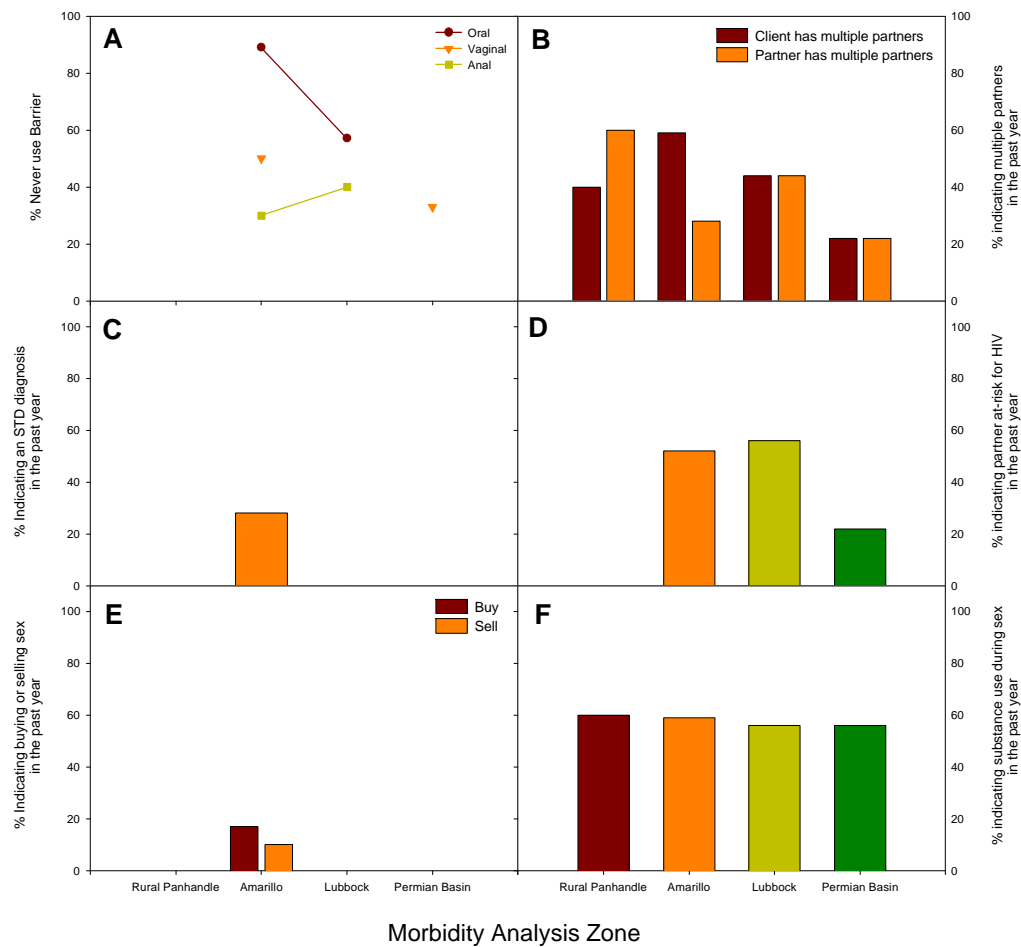 A
Oral
Vaginal
Anal
100
80
60
40
20
0
% Never use Barrier
B
Client has multiple partners
Partner has multiple partners
100
80
60
40
20
0
% indicating multiple partners
in the past year
C
100
80
60
40
20
0
% Indicating an STD diagnosis
in the past year
D
100
80
60
40
20
0
% indicating partner at-risk for HIV
in the past year
E
Buy
Sell
100
80
60
40
20
0
% Indicating buying or selling sex
in the past year
Rural Panhandle
Amarillo
Lubbock
Permian Basin
F
100
80
60
40
20
0
% indicating substance use during sex
in the past year
Rural Panhandle
Amarillo
Lubbock
Permian Basin
Morbidity Analysis Zone